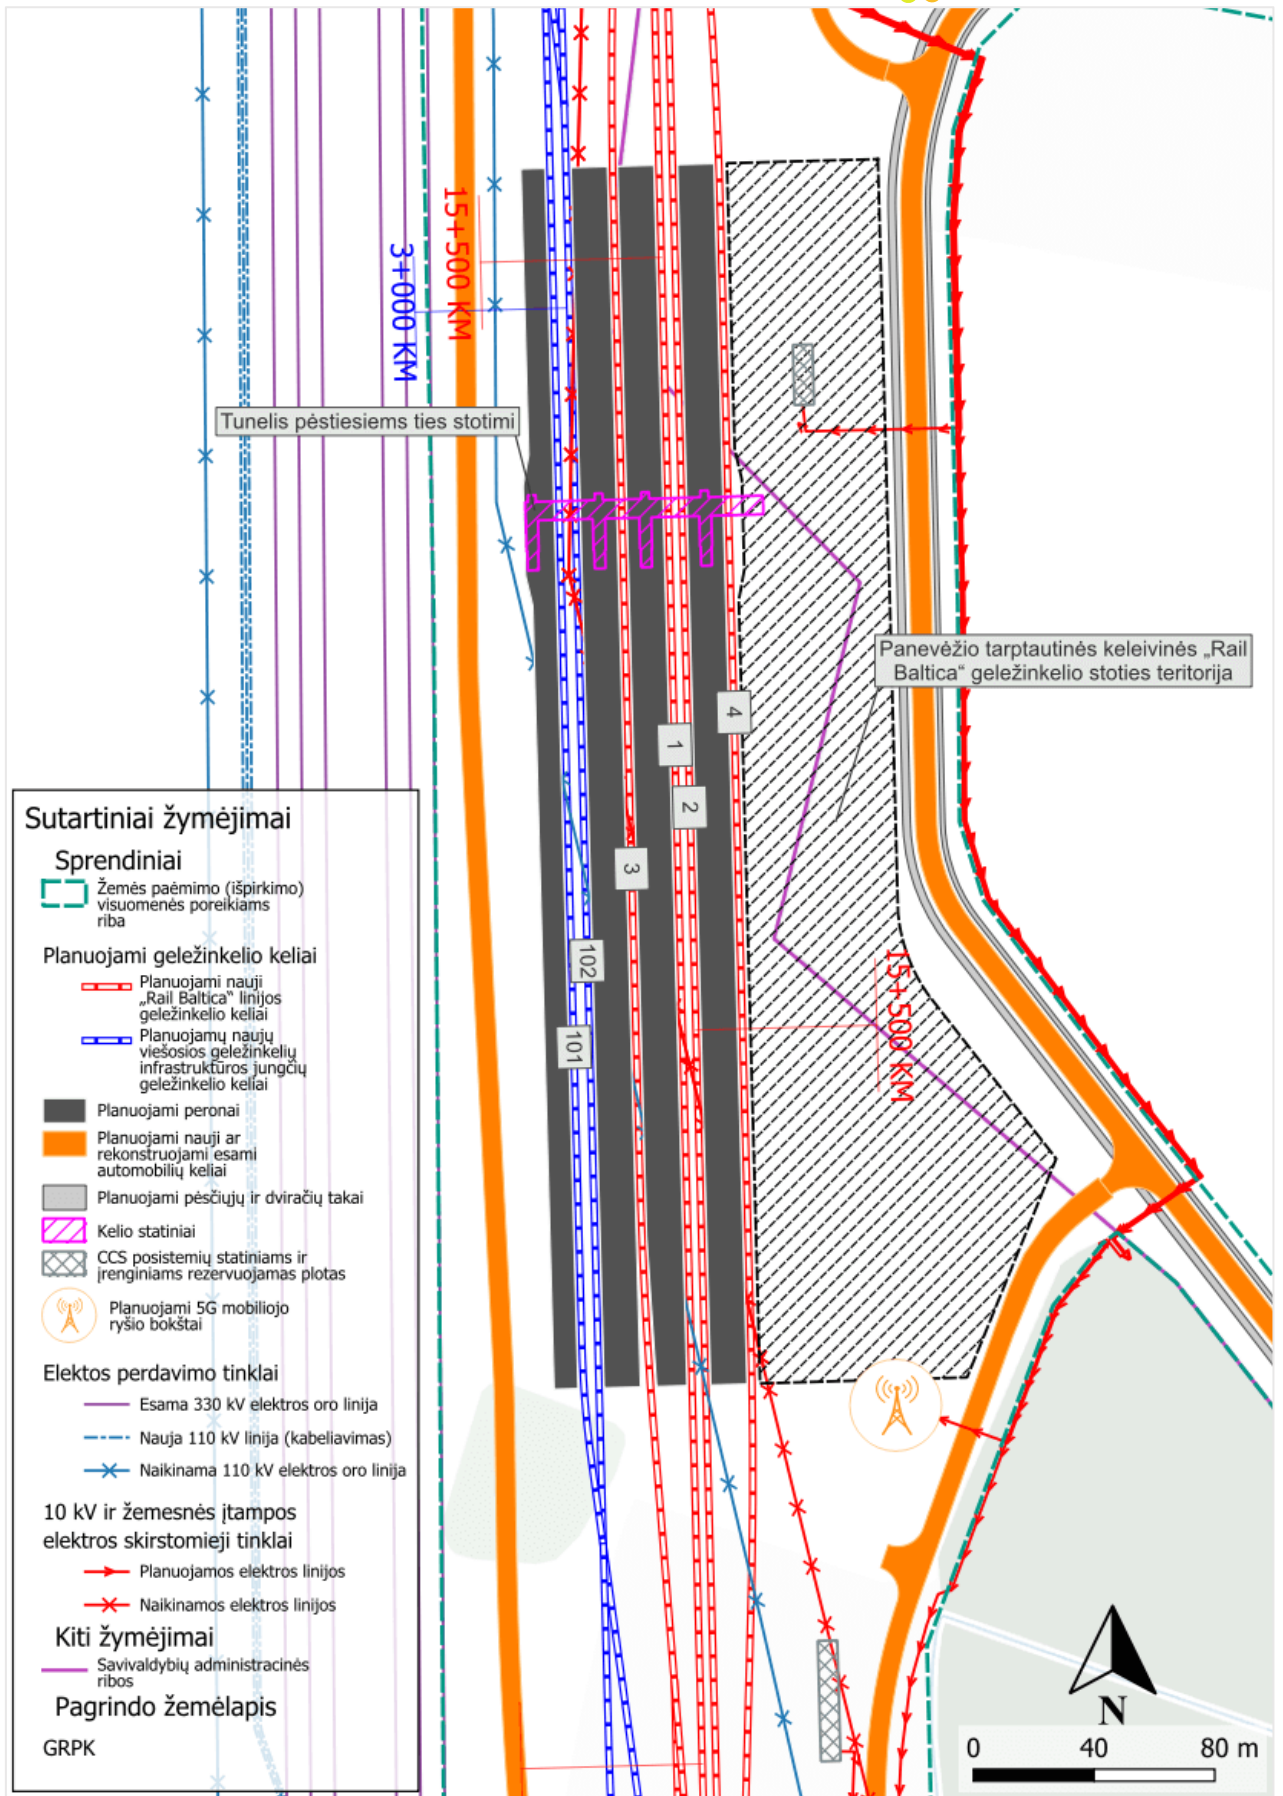 15+500 KM
3+000 KM
Tunelis pėstiesiems ties stotimi
Panevėžio tarptautinės keleivinės „Rail
Baltica“ geležinkelio stoties teritorija
4
1
2
3
102
101
15+500 KM
Sutartiniai žymėjimai
Sprendiniai
Žemės paėmimo (išpirkimo)
visuomenės poreikiams
riba
Planuojami geležinkelio keliai
Planuojami nauji
„Rail Baltica“ linijos
geležinkelio keliai
Planuojamų naujų
viešosios geležinkelių
infrastruktūros jungčių
geležinkelio keliai
Planuojami peronai
Planuojami nauji ar
rekonstruojami esami
automobilių keliai
Planuojami pėsčiųjų ir dviračių takai
Kelio statiniai
CCS posistemių statiniams ir
įrenginiams rezervuojamas plotas
Planuojami 5G mobiliojo
ryšio bokštai
Elektos perdavimo tinklai
Esama 330 kV elektros oro linija
Nauja 110 kV linija (kabeliavimas)
Naikinama 110 kV elektros oro linija
10 kV ir žemesnės įtampos
elektros skirstomieji tinklai
Planuojamos elektros linijos
Naikinamos elektros linijos
Kiti žymėjimai
Savivaldybių administracinės
ribos
Pagrindo žemėlapis
GRPK
N
0 40 80 m